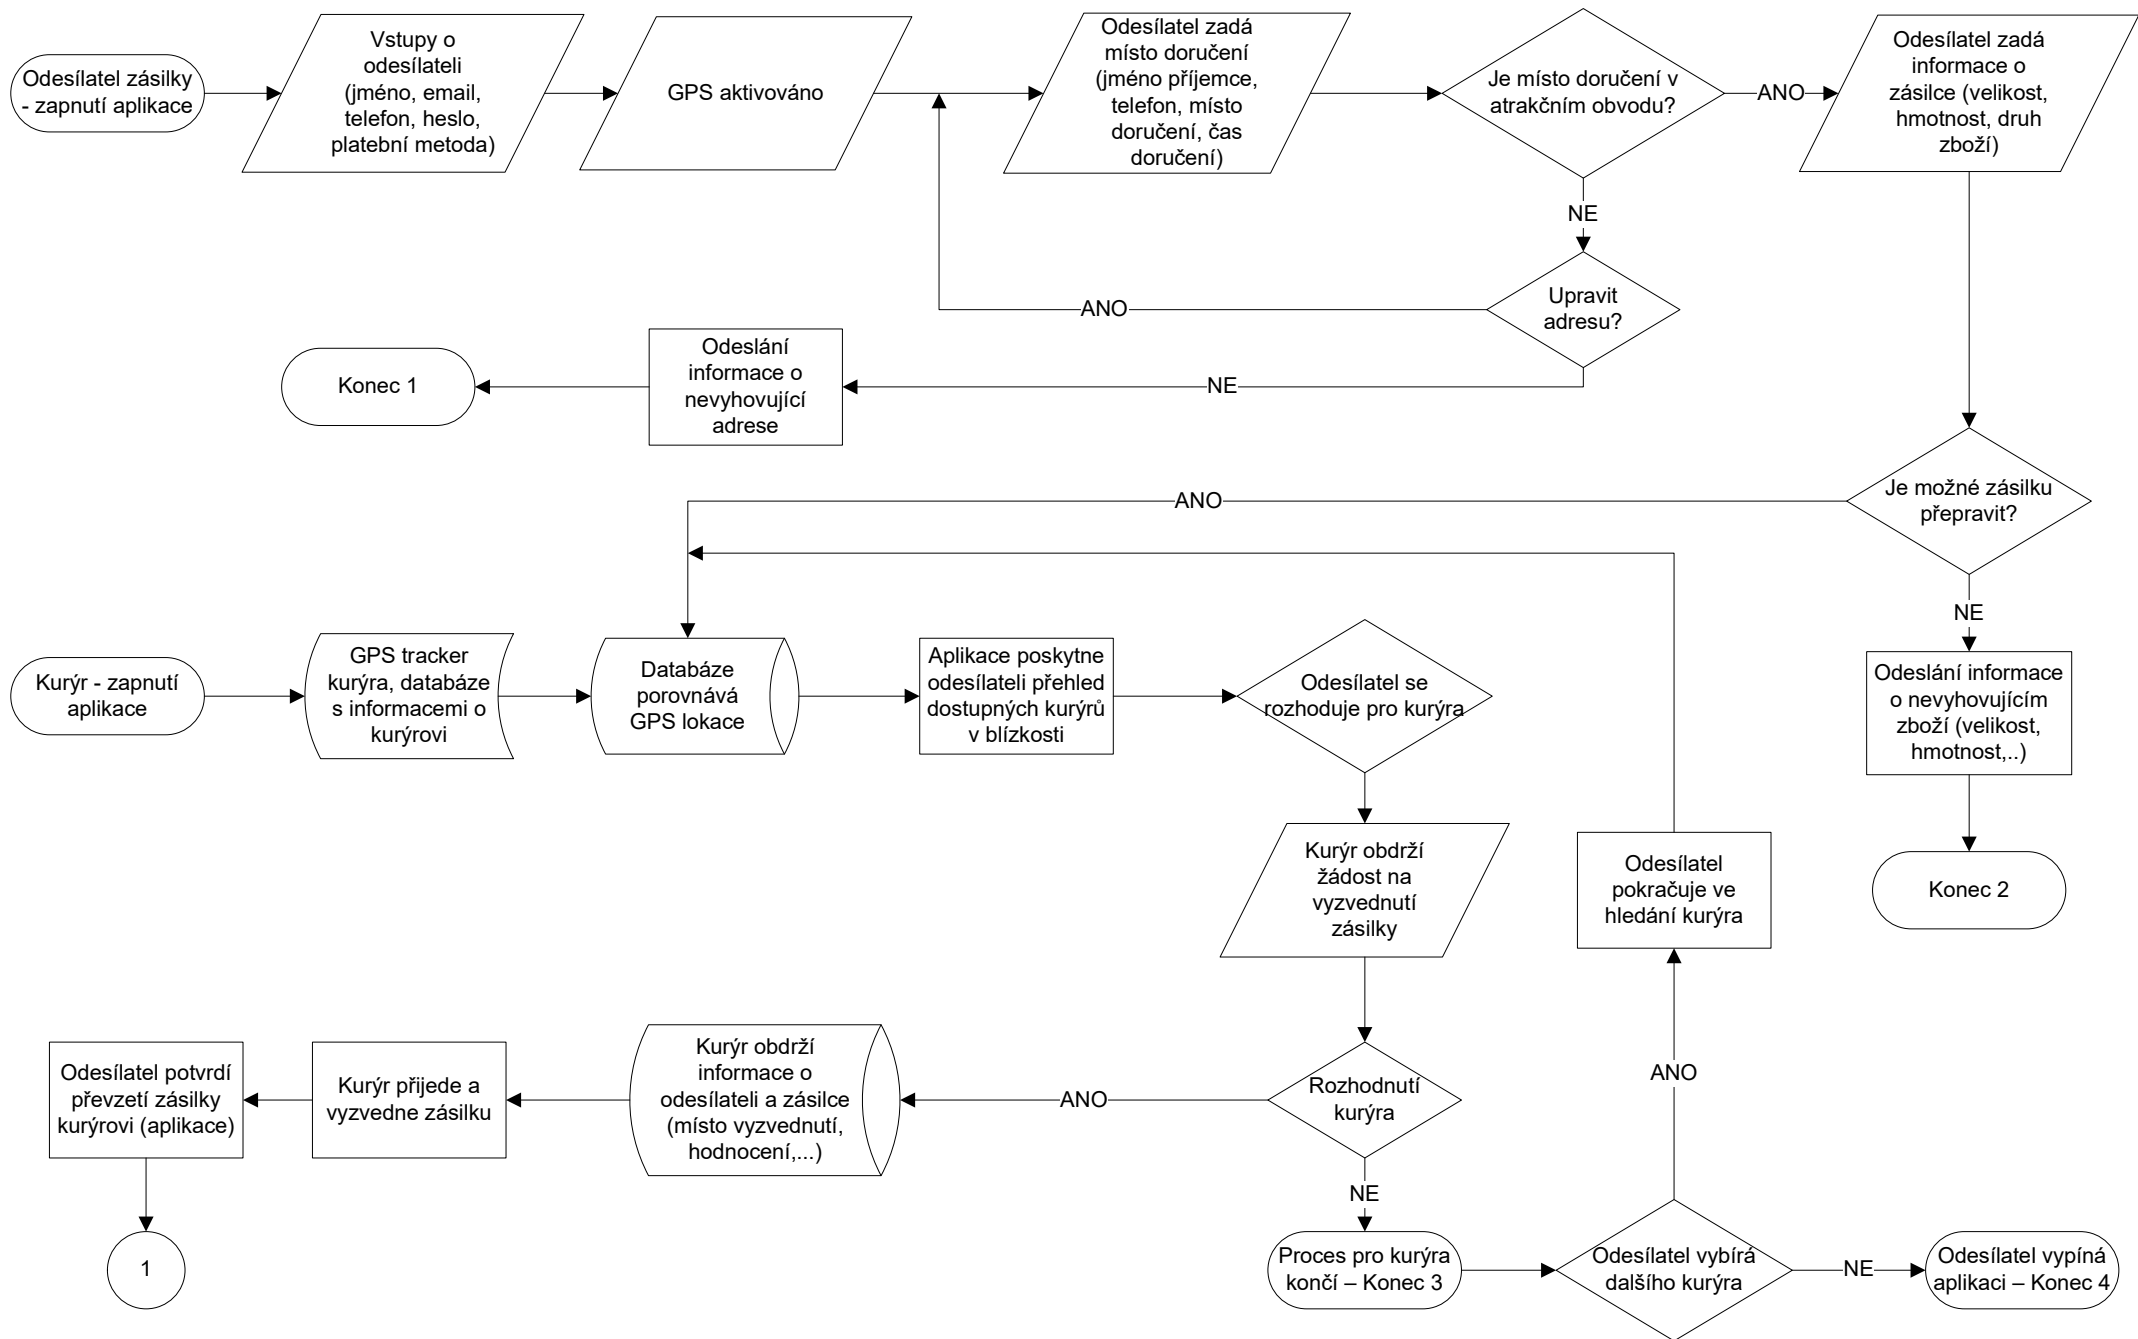 Odesílatel zásilky
- zapnutí aplikace
Vstupy o
odesílateli
(jméno, email,
telefon, heslo,
platební metoda)
GPS aktivováno
Odesílatel zadá
místo doručení
(jméno příjemce,
telefon, místo
doručení, čas
doručení)
Je místo doručení v
atrakčním obvodu?
ANO
Odesílatel zadá
informace o
zásilce (velikost,
hmotnost, druh
zboží)
NE
Upravit
adresu?
ANO
NE
Odeslání
informace o
nevyhovující
adrese
Konec 1
Je možné zásilku
přepravit?
ANO
NE
Odeslání informace
o nevyhovujícím
zboží (velikost,
hmotnost,..)
Konec 2
Kurýr - zapnutí
aplikace
GPS tracker
kurýra, databáze
s informacemi o
kurýrovi
Databáze
porovnává
GPS lokace
Aplikace poskytne
odesílateli přehled
dostupných kurýrů
v blízkosti
Odesílatel se
rozhoduje pro kurýra
Kurýr obdrží
žádost na
vyzvednutí
zásilky
Odesílatel
pokračuje ve
hledání kurýra
Rozhodnutí
kurýra
ANO
Kurýr obdrží
informace o
odesílateli a zásilce
(místo vyzvednutí,
hodnocení,...)
Kurýr přijede a
vyzvedne zásilku
Odesílatel potvrdí
převzetí zásilky
kurýrovi (aplikace)
1
NE
Proces pro kurýra
končí – Konec 3
Odesílatel vybírá
dalšího kurýra
ANO
NE
Odesílatel vypíná
aplikaci – Konec 4